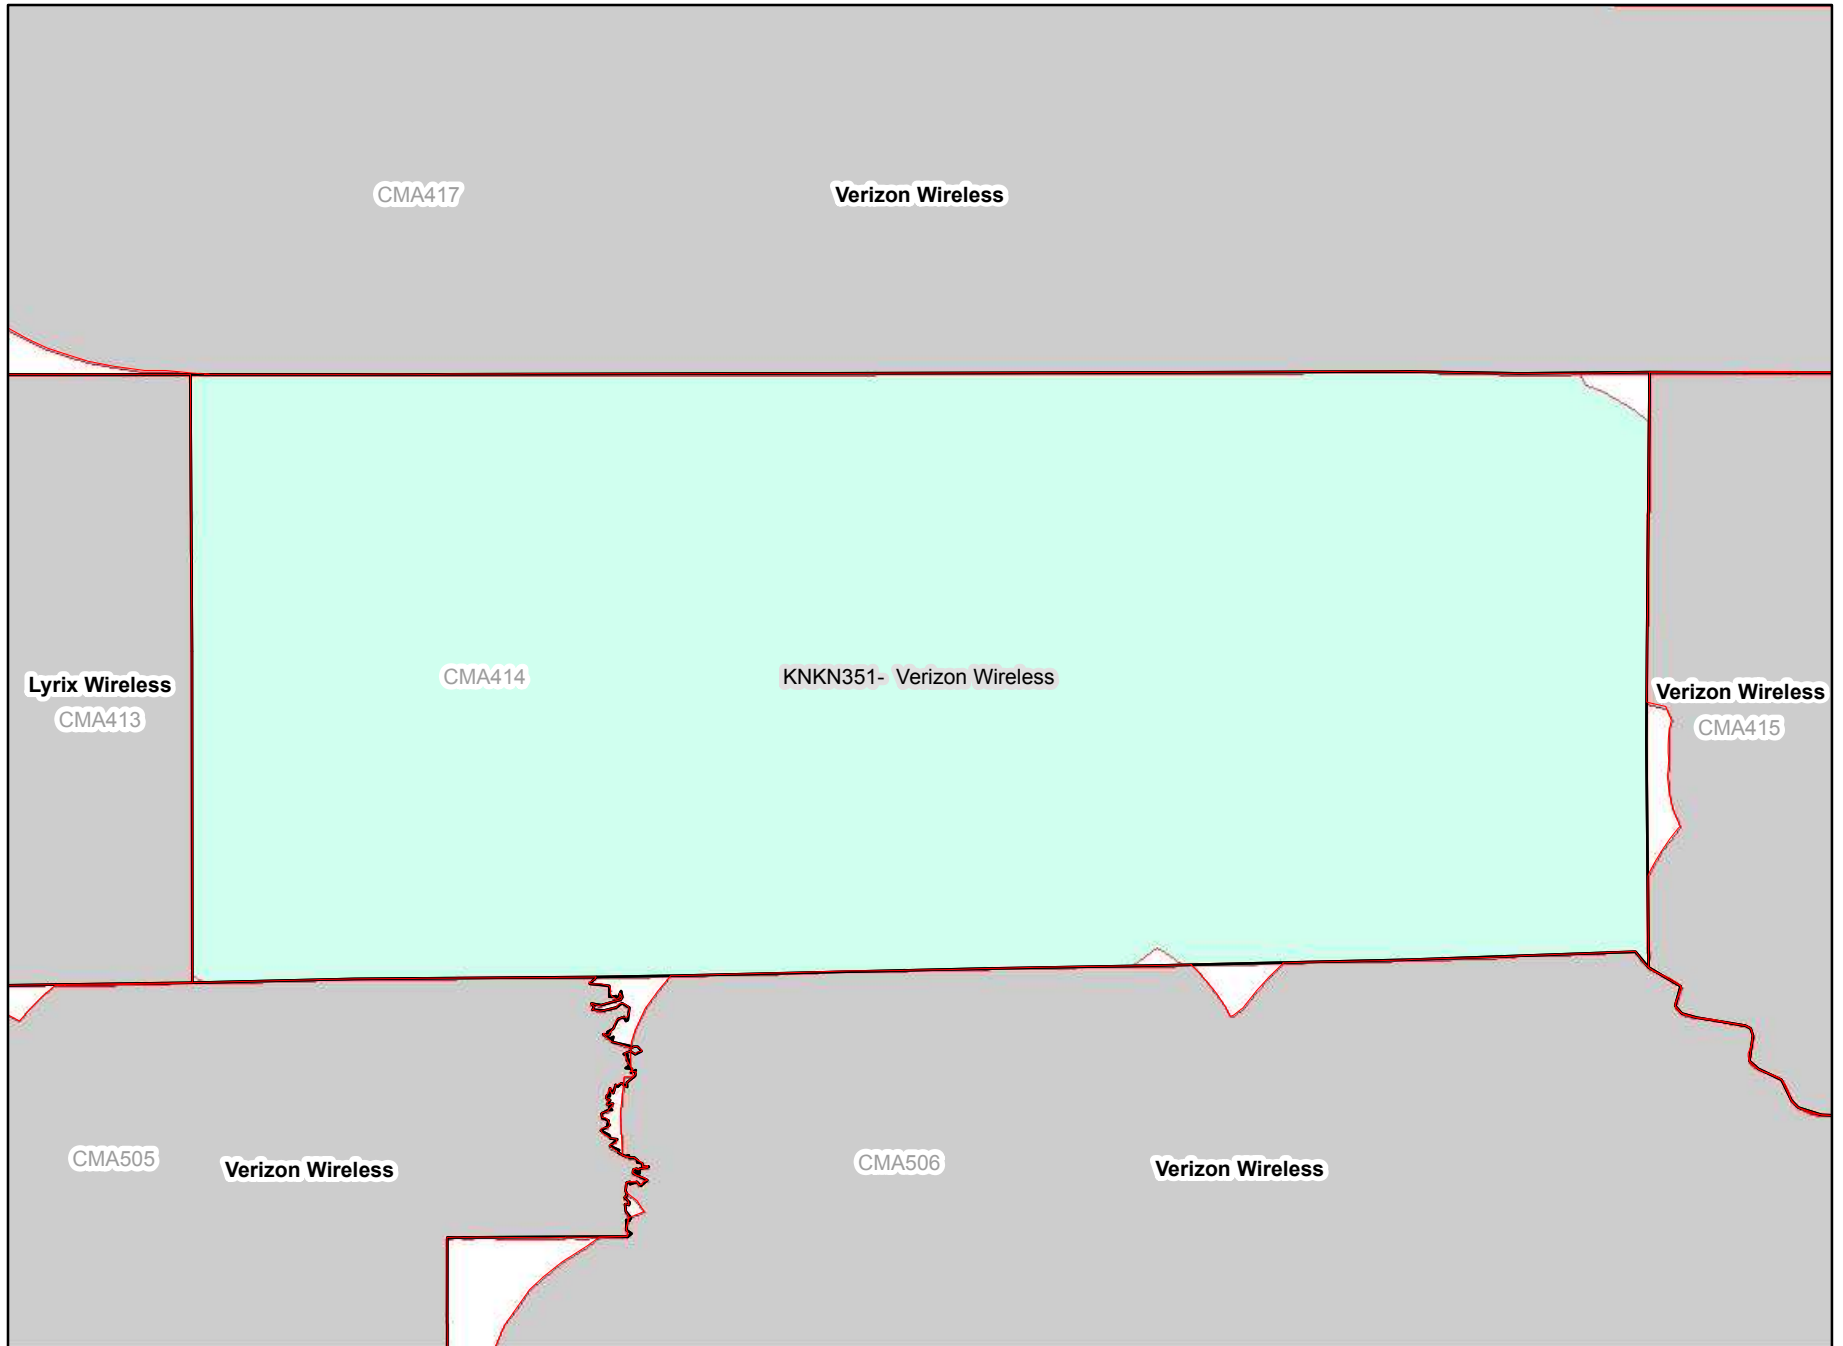 CMA417
Verizon Wireless
Lyrix Wireless
CMA413
CMA414
KNKN351- Verizon Wireless
Verizon Wireless
CMA415
CMA505
Verizon Wireless
CMA506
Verizon Wireless